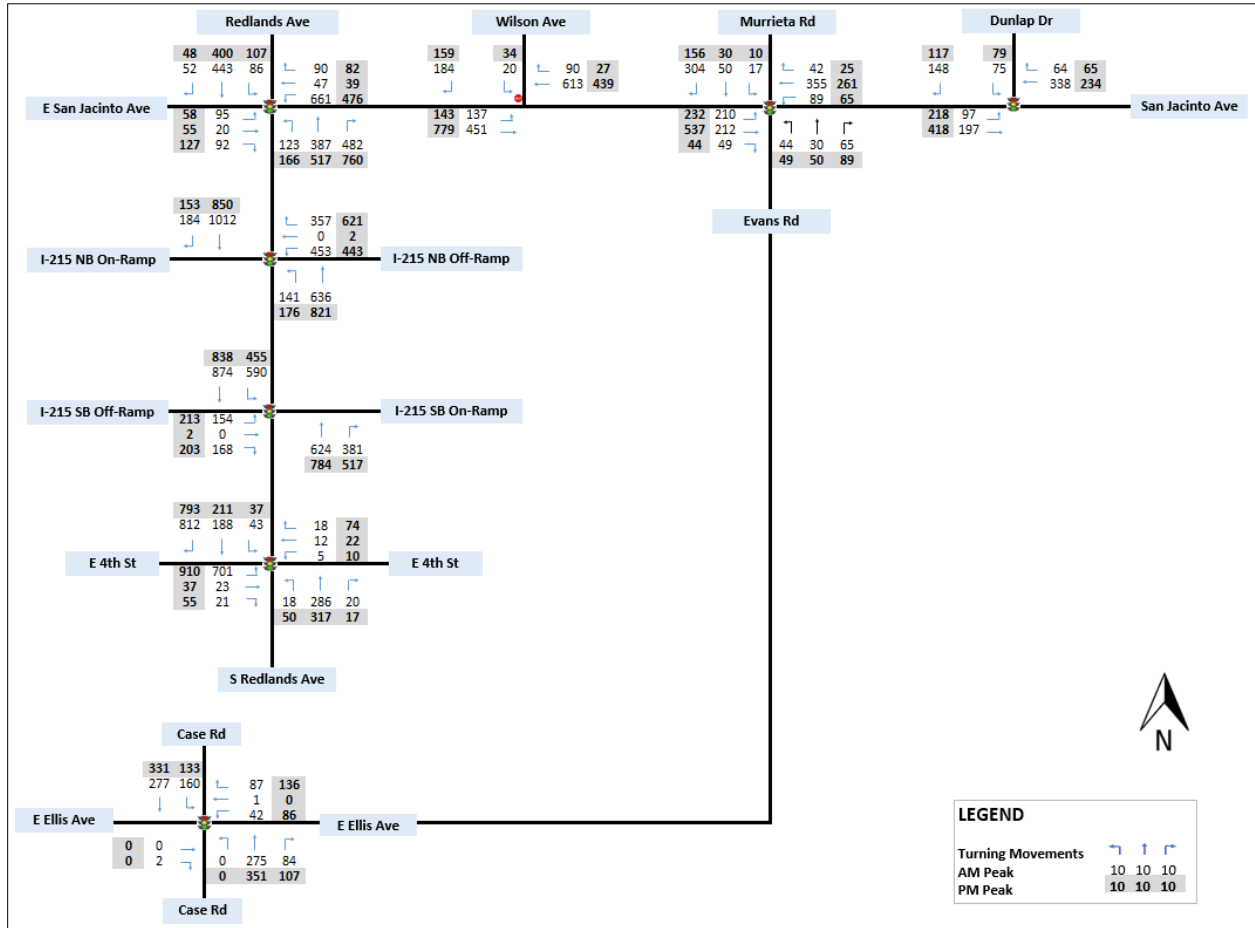 Redlands Ave Wilson Ave Murrieta Rd Dunlap Dr
48 400 107
52 443 86
90 82
47 39
661 476
E San Jacinto Ave
58 95
55 20
127 92
123 387 482
166 517 760
159 34
184 20
90 27
613 439
143 137
779 451
156 30 10
304 50 17
42 25
355 261
89 65
232 210
537 212
44 49
44 30 65
49 50 89
117 79
148 75
64 65
338 234
218 97
418 197
San Jacinto Ave
153 850
184 1012
357 621
0 2
453 443
I-215 NB On-Ramp
I-215 NB Off-Ramp
141 636
176 821
Evans Rd
838 455
874 590
I-215 SB Off-Ramp
I-215 SB On-Ramp
213 154
2 0
203 168
624 381
784 517
793 211 37
812 188 43
18 74
12 22
5 10
E 4th St
E 4th St
910 701
37 23
55 21
18 286 20
50 317 17
S Redlands Ave
N
Case Rd
331 133
277 160
87 136
1 0
42 86
E Ellis Ave
E Ellis Ave
0 0
0 2
0 275 84
0 351 107
Case Rd
LEGEND
Turning Movements
AM Peak 10 10 10
PM Peak 10 10 10